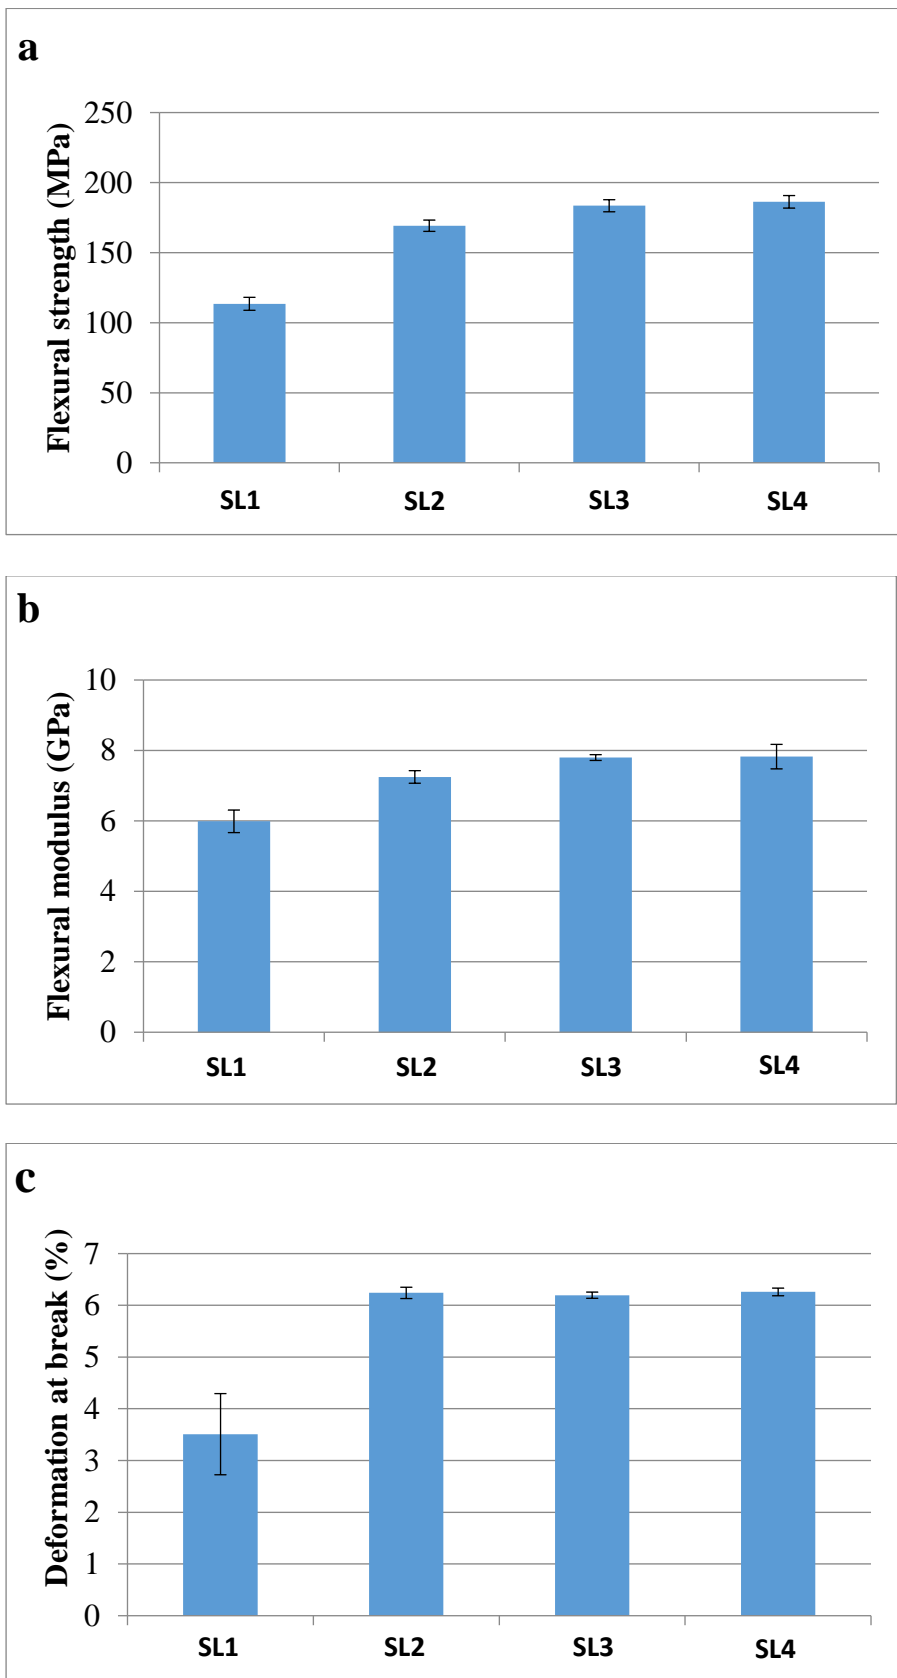 a
Flexural strength (MPa)
250
200
150
100
50
0
SL1 SL2 SL3 SL4
b
Flexural modulus (GPa)
10
8
6
4
2
0
SL1 SL2 SL3 SL4
c
Deformation at break (%)
7
6
5
4
3
2
1
0
SL1 SL2 SL3 SL4